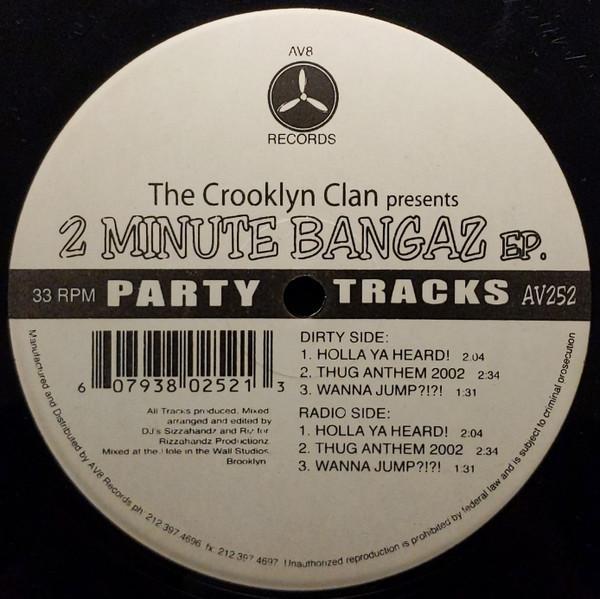 AV8
RECORDS
The Crooklyn Clan presents
2 MINUTE BANGAZ EP.
33 RPM PARTY TRACKS AV252
6 07938 02521 3
All Tracks produced, Mixed
arranged and edited by
DJ's Sizzahandz and Riz for
Rizzahandz Productionz
Mixed at the Hole in the Wall Studios,
Brooklyn
DIRTY SIDE:
1. HOLLA YA HEARD! 2:04
2. THUG ANTHEM 2002 2:34
3. WANNA JUMP?!?! 1:31
RADIO SIDE:
1. HOLLA YA HEARD! 2:04
2. THUG ANTHEM 2002 2:34
3. WANNA JUMP?!?! 1:31
Manufactured and Distributed by AV8 Records ph: 212.397.4696 fx: 212.397.4697 Unauthorized reproduction is prohibited by federal law and is subject to criminal prosecution